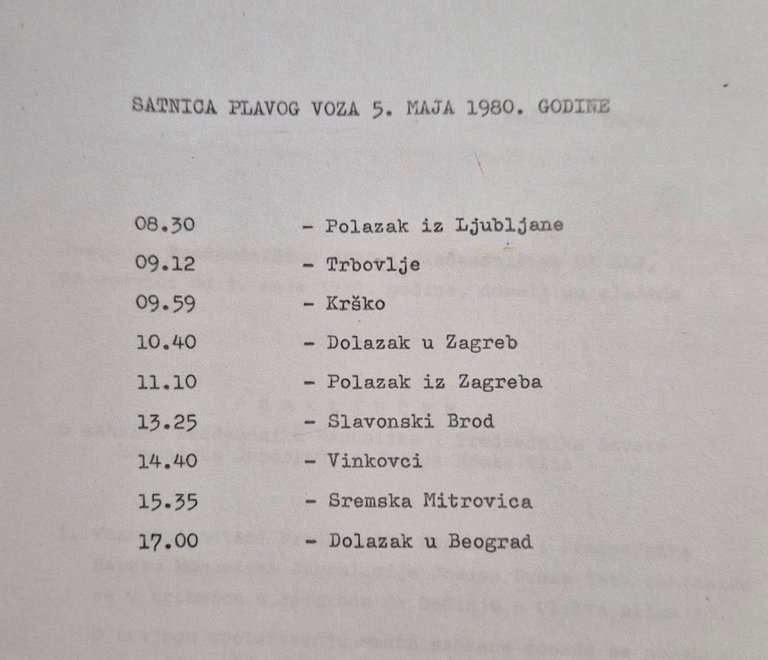 SATNICA PLAVOG VOZA 5. MAJA 1980. GODINE
08.30 - Polazak iz Ljubljane
09.12 - Trbovlje
09.59 - Krško
10.40 - Dolazak u Zagreb
11.10 - Polazak iz Zagreba
13.25 - Slavonski Brod
14.40 - Vinkovci
15.35 - Sremska Mitrovica
17.00 - Dolazak u Beograd